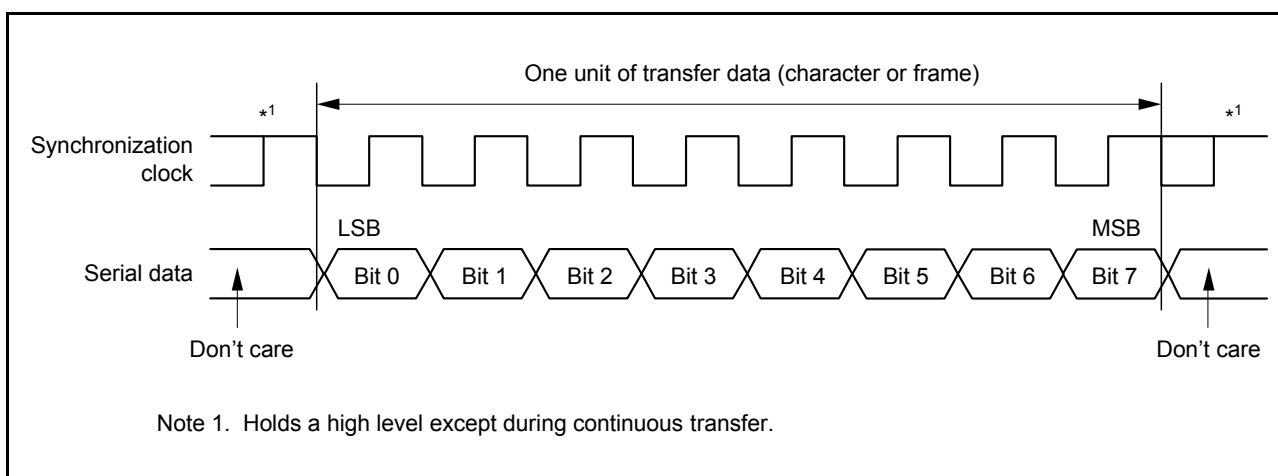 One unit of transfer data (character or frame)
*1
*1
Synchronization
clock
LSB
MSB
Serial data
Bit 0
Bit 1
Bit 2
Bit 3
Bit 4
Bit 5
Bit 6
Bit 7
Don’t care
Don’t care
Note 1. Holds a high level except during continuous transfer.